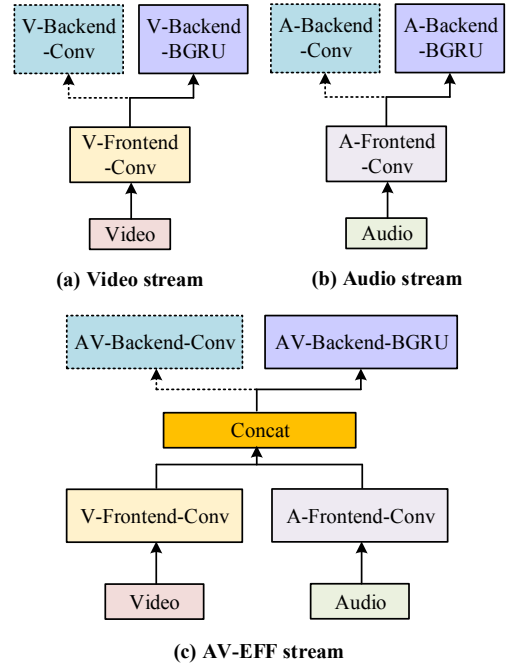 V-Backend
-Conv
V-Backend
-BGRU
A-Backend
-Conv
A-Backend
-BGRU
V-Frontend
-Conv
A-Frontend
-Conv
Video
Audio
(a) Video stream
(b) Audio stream
AV-Backend-Conv
AV-Backend-BGRU
Concat
V-Frontend-Conv
A-Frontend-Conv
Video
Audio
(c) AV-EFF stream